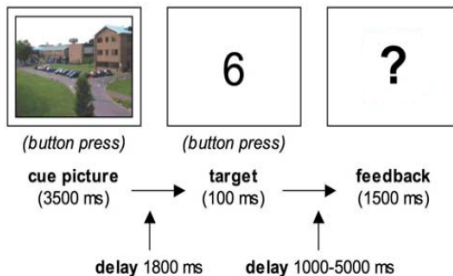 6
?
(button press)
(button press)
cue picture
target
feedback
(3500 ms)
(100 ms)
(1500 ms)
delay 1800 ms
delay 1000-5000 ms